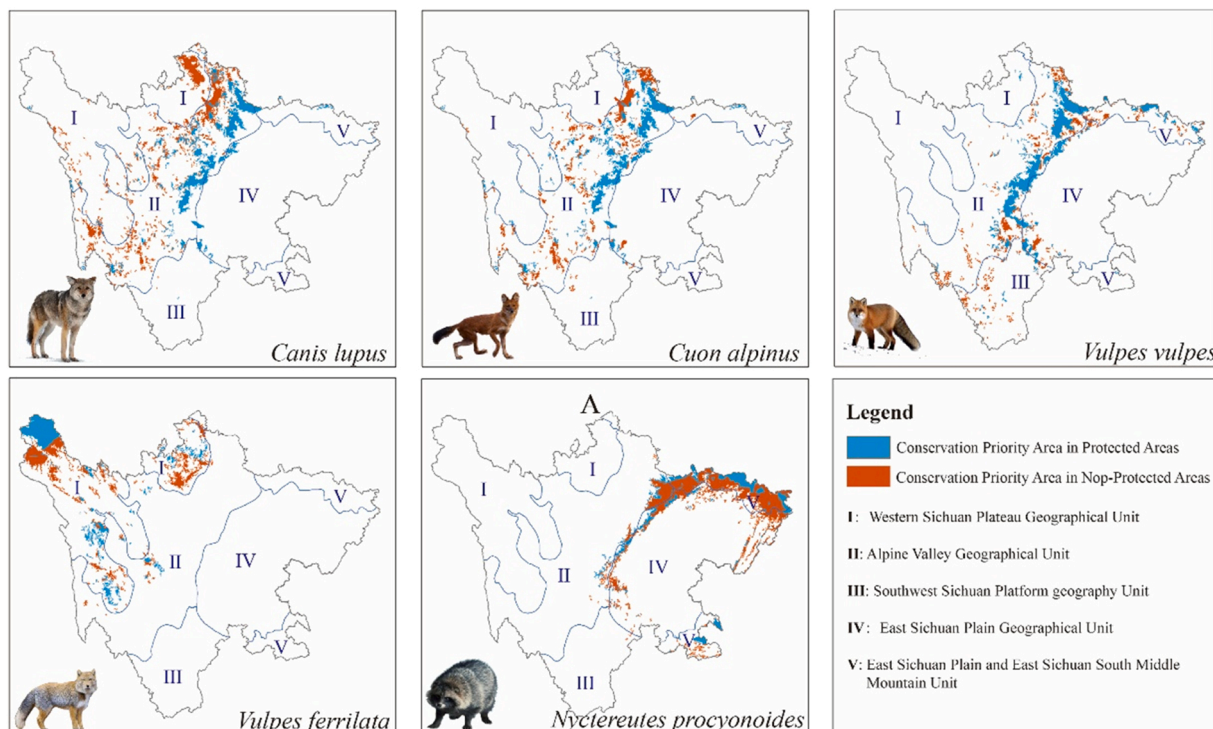 I
I
II
III
IV
V
V
Canis lupus
I
I
II
III
IV
V
V
Cuon alpinus
I
I
II
III
IV
V
V
Vulpes vulpes
I
I
II
III
IV
V
V
Vulpes ferrilata
A
I
I
II
III
IV
V
V
Nyctereutes procyonoides
Legend
Conservation Priority Area in Protected Areas
Conservation Priority Area in Nop-Protected Areas
I: Western Sichuan Plateau Geographical Unit
II: Alpine Valley Geographical Unit
III: Southwest Sichuan Platform geography Unit
IV: East Sichuan Plain Geographical Unit
V: East Sichuan Plain and East Sichuan South Middle
Mountain Unit